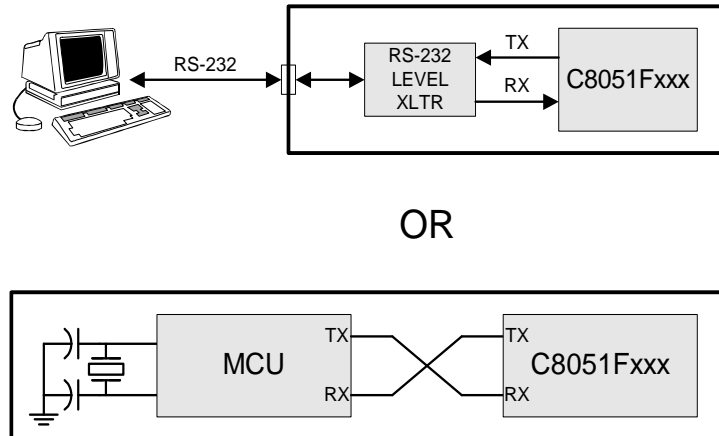 RS-232
RS-232
LEVEL
XLTR
TX
RX
C8051Fxxx
OR
MCU
TX
RX
TX
RX
C8051Fxxx